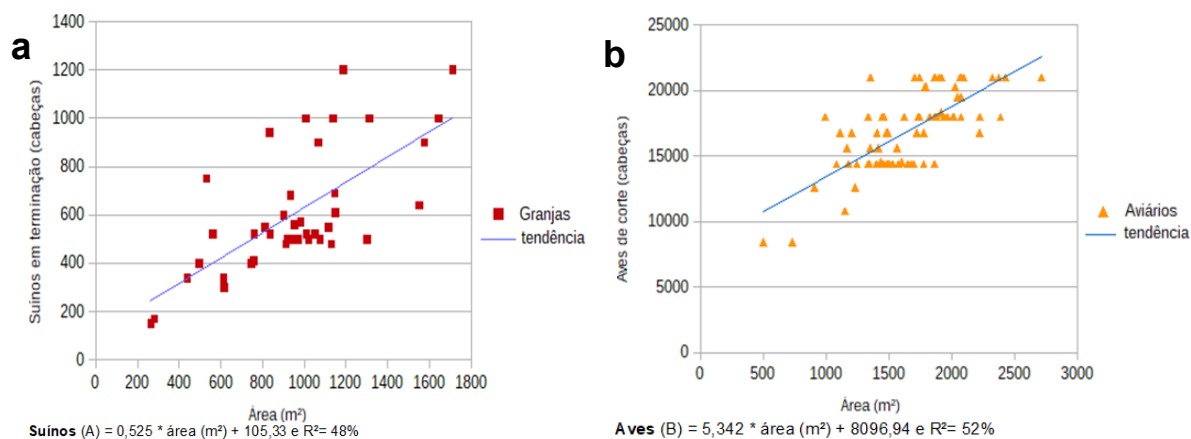 a
1400
1200
1000
800
600
400
200
0
0 200 400 600 800 1000 1200 1400 1600 1800
Suínos em terminação (cabeças)
Área (m²)
Granjas
tendência
Suínos (A) = 0,525 * área (m²) + 105,33 e R²= 48%
b
25000
20000
15000
10000
5000
0
0 500 1000 1500 2000 2500 3000
Aves de corte (cabeças)
Área (m²)
Aviários
tendência
Aves (B) = 5,342 * área (m²) + 8096,94 e R²= 52%